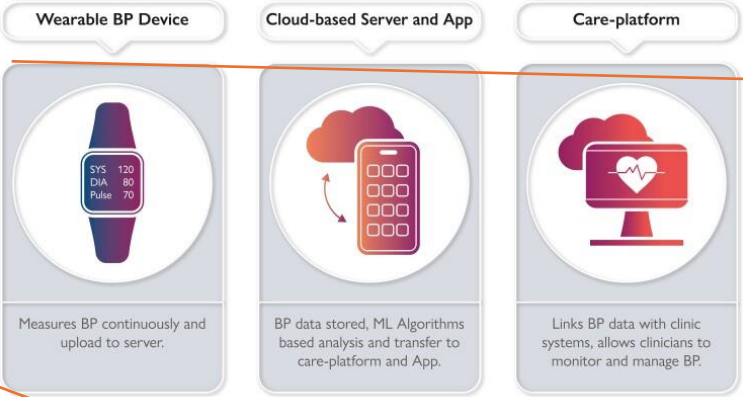 Wearable BP Device
Cloud-based Server and App
Care-platform
SYS 120
DIA 80
Pulse 70
Measures BP continuously and
upload to server.
BP data stored, ML Algorithms
based analysis and transfer to
care-platform and App.
Links BP data with clinic
systems, allows clinicians to
monitor and manage BP.